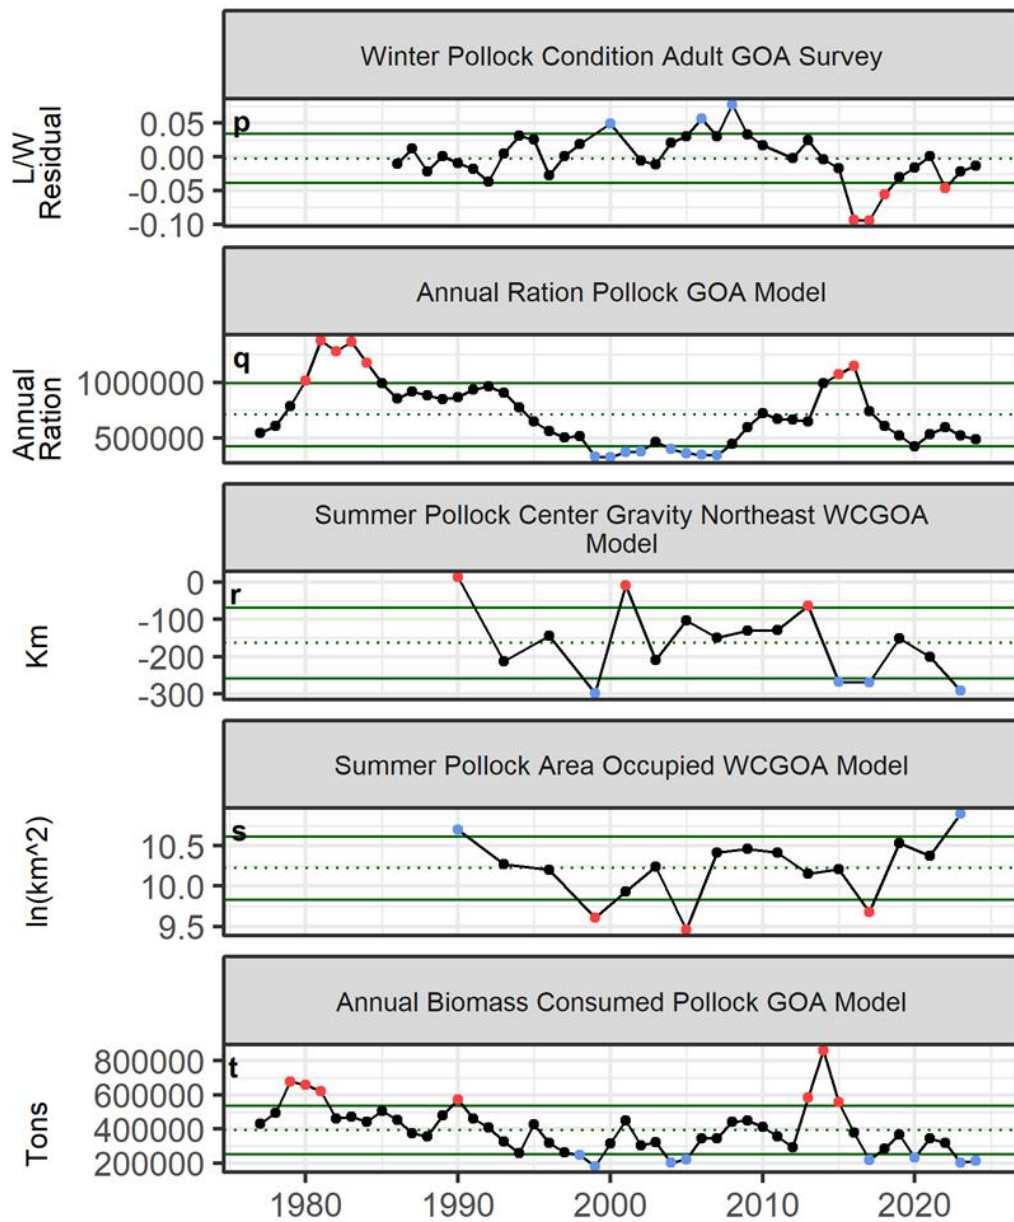 Winter Pollock Condition Adult GOA Survey
p
L/W
Residual
0.05
0.00
-0.05
-0.10
Annual Ration Pollock GOA Model
q
Annual
Ration
1000000
500000
Summer Pollock Center Gravity Northeast WCGOA
Model
r
Km
0
-100
-200
-300
Summer Pollock Area Occupied WCGOA Model
s
ln(km^2)
10.5
10.0
9.5
Annual Biomass Consumed Pollock GOA Model
t
Tons
800000
600000
400000
200000
1980 1990 2000 2010 2020